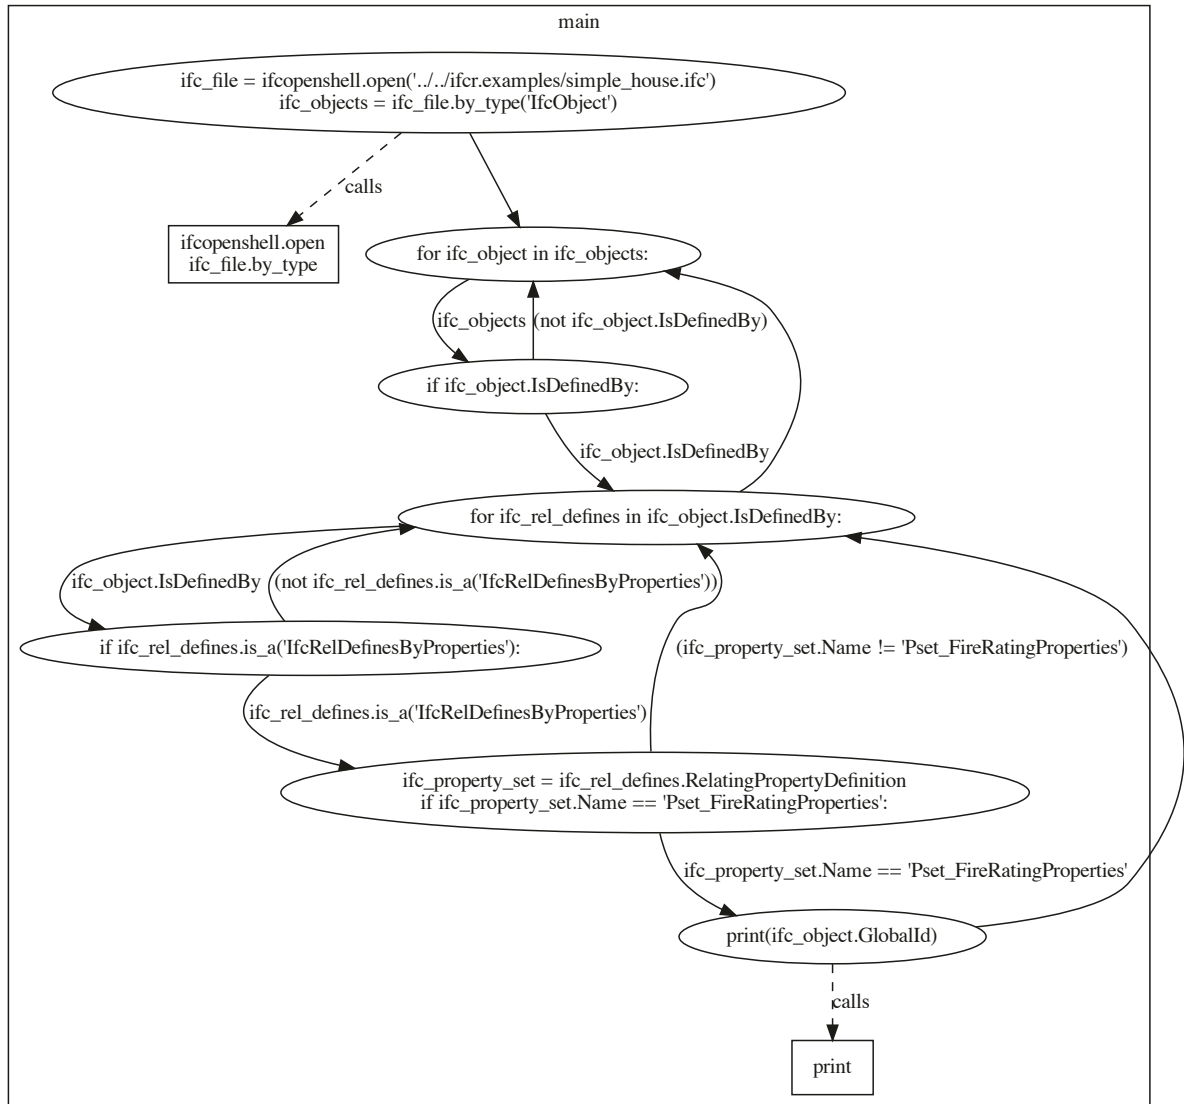 main
ifc_file = ifcopenshell.open('../../ifcr.examples/simple_house.ifc')
ifc_objects = ifc_file.by_type('IfcObject')
calls
ifcopenshell.open
ifc_file.by_type
for ifc_object in ifc_objects:
ifc_objects
(not ifc_object.IsDefinedBy)
if ifc_object.IsDefinedBy:
ifc_object.IsDefinedBy
for ifc_rel_defines in ifc_object.IsDefinedBy:
ifc_object.IsDefinedBy
(not ifc_rel_defines.is_a('IfcRelDefinesByProperties'))
if ifc_rel_defines.is_a('IfcRelDefinesByProperties'):
(ifc_property_set.Name != 'Pset_FireRatingProperties')
ifc_rel_defines.is_a('IfcRelDefinesByProperties')
ifc_property_set = ifc_rel_defines.RelatingPropertyDefinition
if ifc_property_set.Name == 'Pset_FireRatingProperties':
ifc_property_set.Name == 'Pset_FireRatingProperties'
print(ifc_object.GlobalId)
calls
print